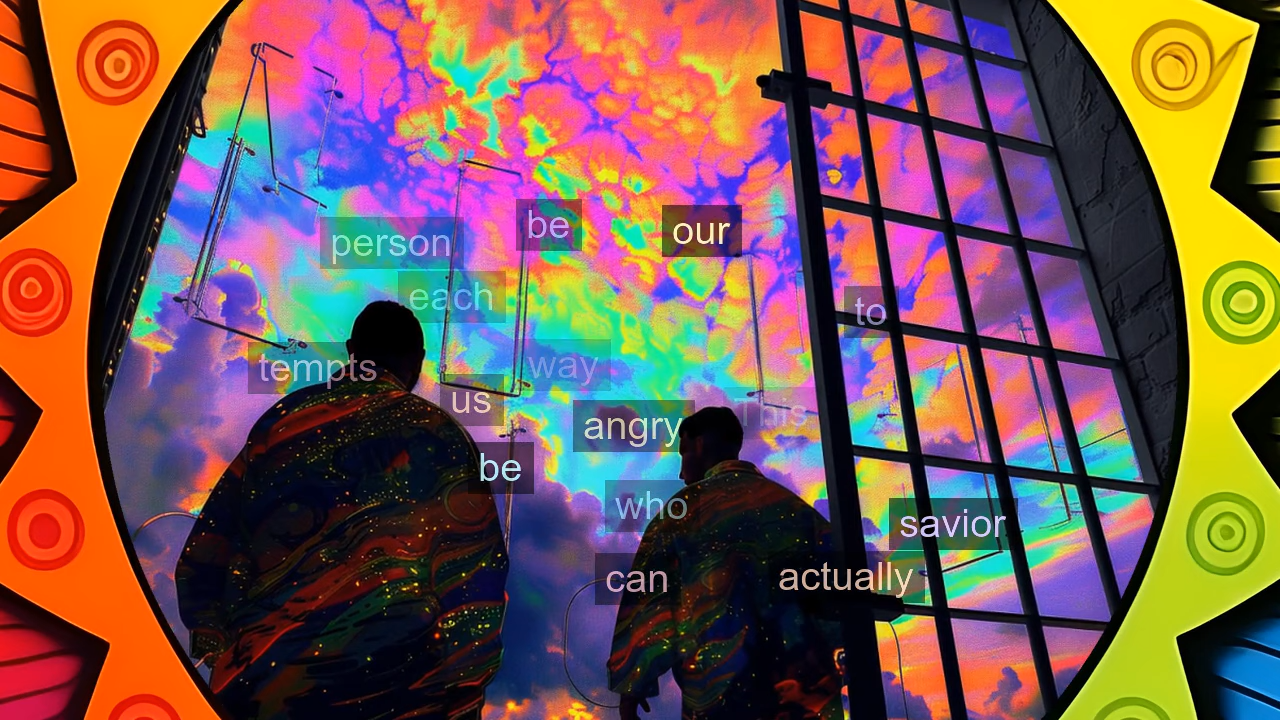 person be our
each to
tempts way
us angry This
be
who savior
can actually